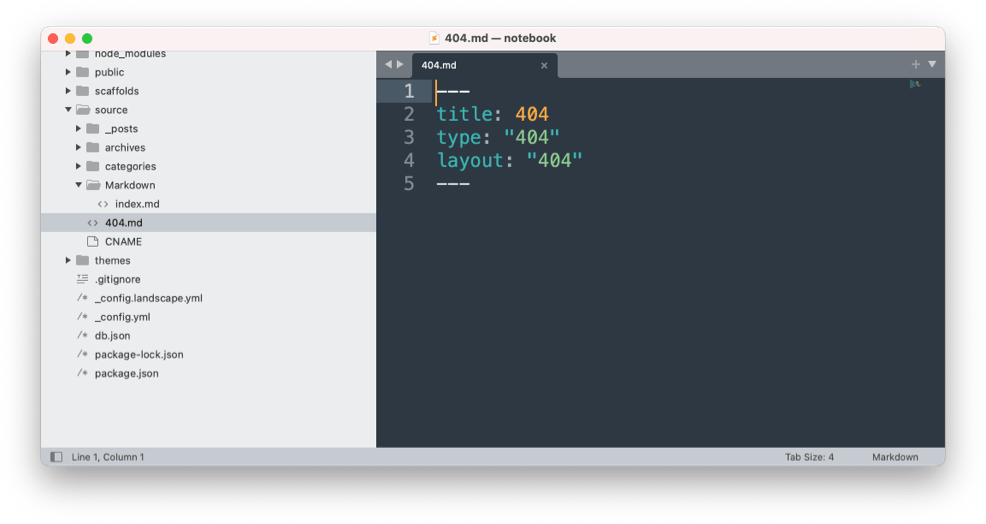 404.md — notebook
node_modules
public
scaffolds
source
_posts
archives
categories
Markdown
<> index.md
<> 404.md
CNAME
themes
.gitignore
/* _config.landscape.yml
/* _config.yml
/* db.json
/* package-lock.json
/* package.json
404.md ×
1 ---
2 title: 404
3 type: "404"
4 layout: "404"
5 ---
Line 1, Column 1
Tab Size: 4
Markdown